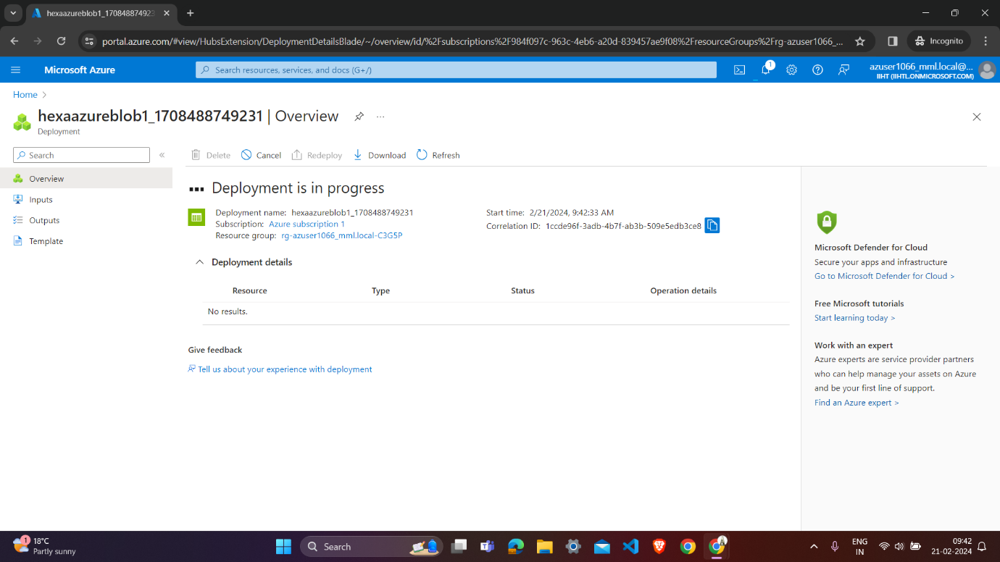 hexaazureblob1_170848874923
portal.azure.com/#view/HubsExtension/DeploymentDetailsBlade/~/overview/id/%2Fsubscriptions%2F984f097c-963c-4eb6-a20d-839457ae9f08%2FresourceGroups%2Frg-azuser1066_...
Incognito
Microsoft Azure
Search resources, services, and docs (G+/)
1
azuser1066_mml.local@...
IIHT (IIHTL.ONMICROSOFT.COM)
Home
hexaazureblob1_1708488749231 | Overview
...
Deployment
Search
«
Delete
Cancel
Redeploy
Download
Refresh
Overview
Inputs
Outputs
Template
Deployment is in progress
Deployment name: hexaazureblob1_1708488749231
Subscription: Azure subscription 1
Resource group: rg-azuser1066_mml.local-C3G5P
Start time: 2/21/2024, 9:42:33 AM
Correlation ID: 1ccde96f-3adb-4b7f-ab3b-509e5edb3ce8
Deployment details
Resource Type Status Operation details
No results.
Give feedback
Tell us about your experience with deployment
Microsoft Defender for Cloud
Secure your apps and infrastructure
Go to Microsoft Defender for Cloud >
Free Microsoft tutorials
Start learning today >
Work with an expert
Azure experts are service provider partners
who can help manage your assets on Azure
and be your first line of support.
Find an Azure expert >
1
18°C
Partly sunny
Search
ENG
IN
09:42
21-02-2024